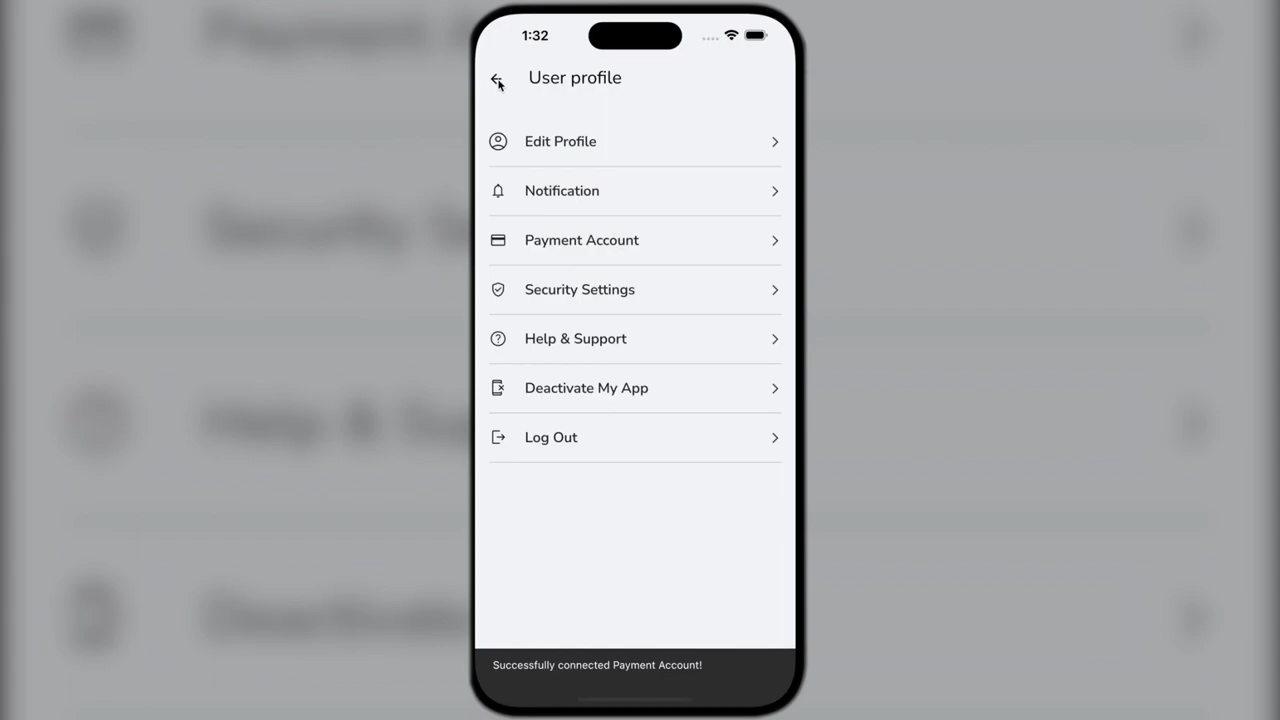 1:32
User profile
Edit Profile
Notification
Payment Account
Security Settings
Help & Support
Deactivate My App
Log Out
Successfully connected Payment Account!